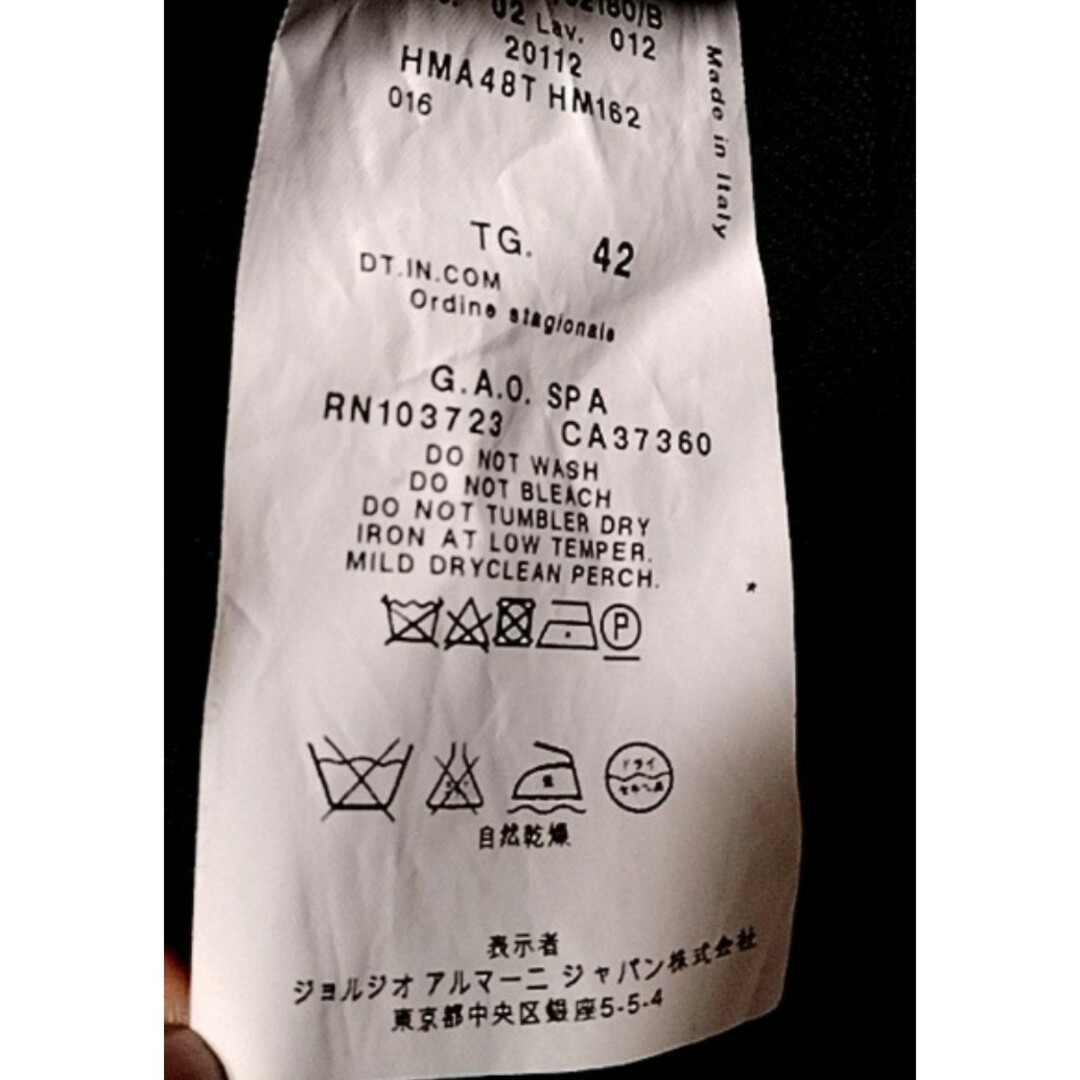 02 Lav. 012
20112
HMA48T HM162
016
Made in Italy
TG. 42
DT.IN.COM
Ordine stagionale
G.A.O. SPA
RN103723 CA37360
DO NOT WASH
DO NOT BLEACH
DO NOT TUMBLER DRY
IRON AT LOW TEMPER.
MILD DRYCLEAN PERCH.
*
P
ドライ
自然乾燥
表示者
ジョルジオ アルマーニ ジャパン株式会社
東京都中央区銀座5-5-4